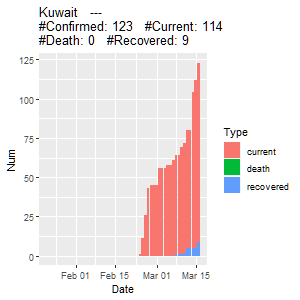 Kuwait   ---
#Confirmed: 123   #Current: 114
#Death: 0   #Recovered: 9
125
100
75
50
25
0
Num
Feb 01
Feb 15
Mar 01
Mar 15
Date
Type
current
death
recovered